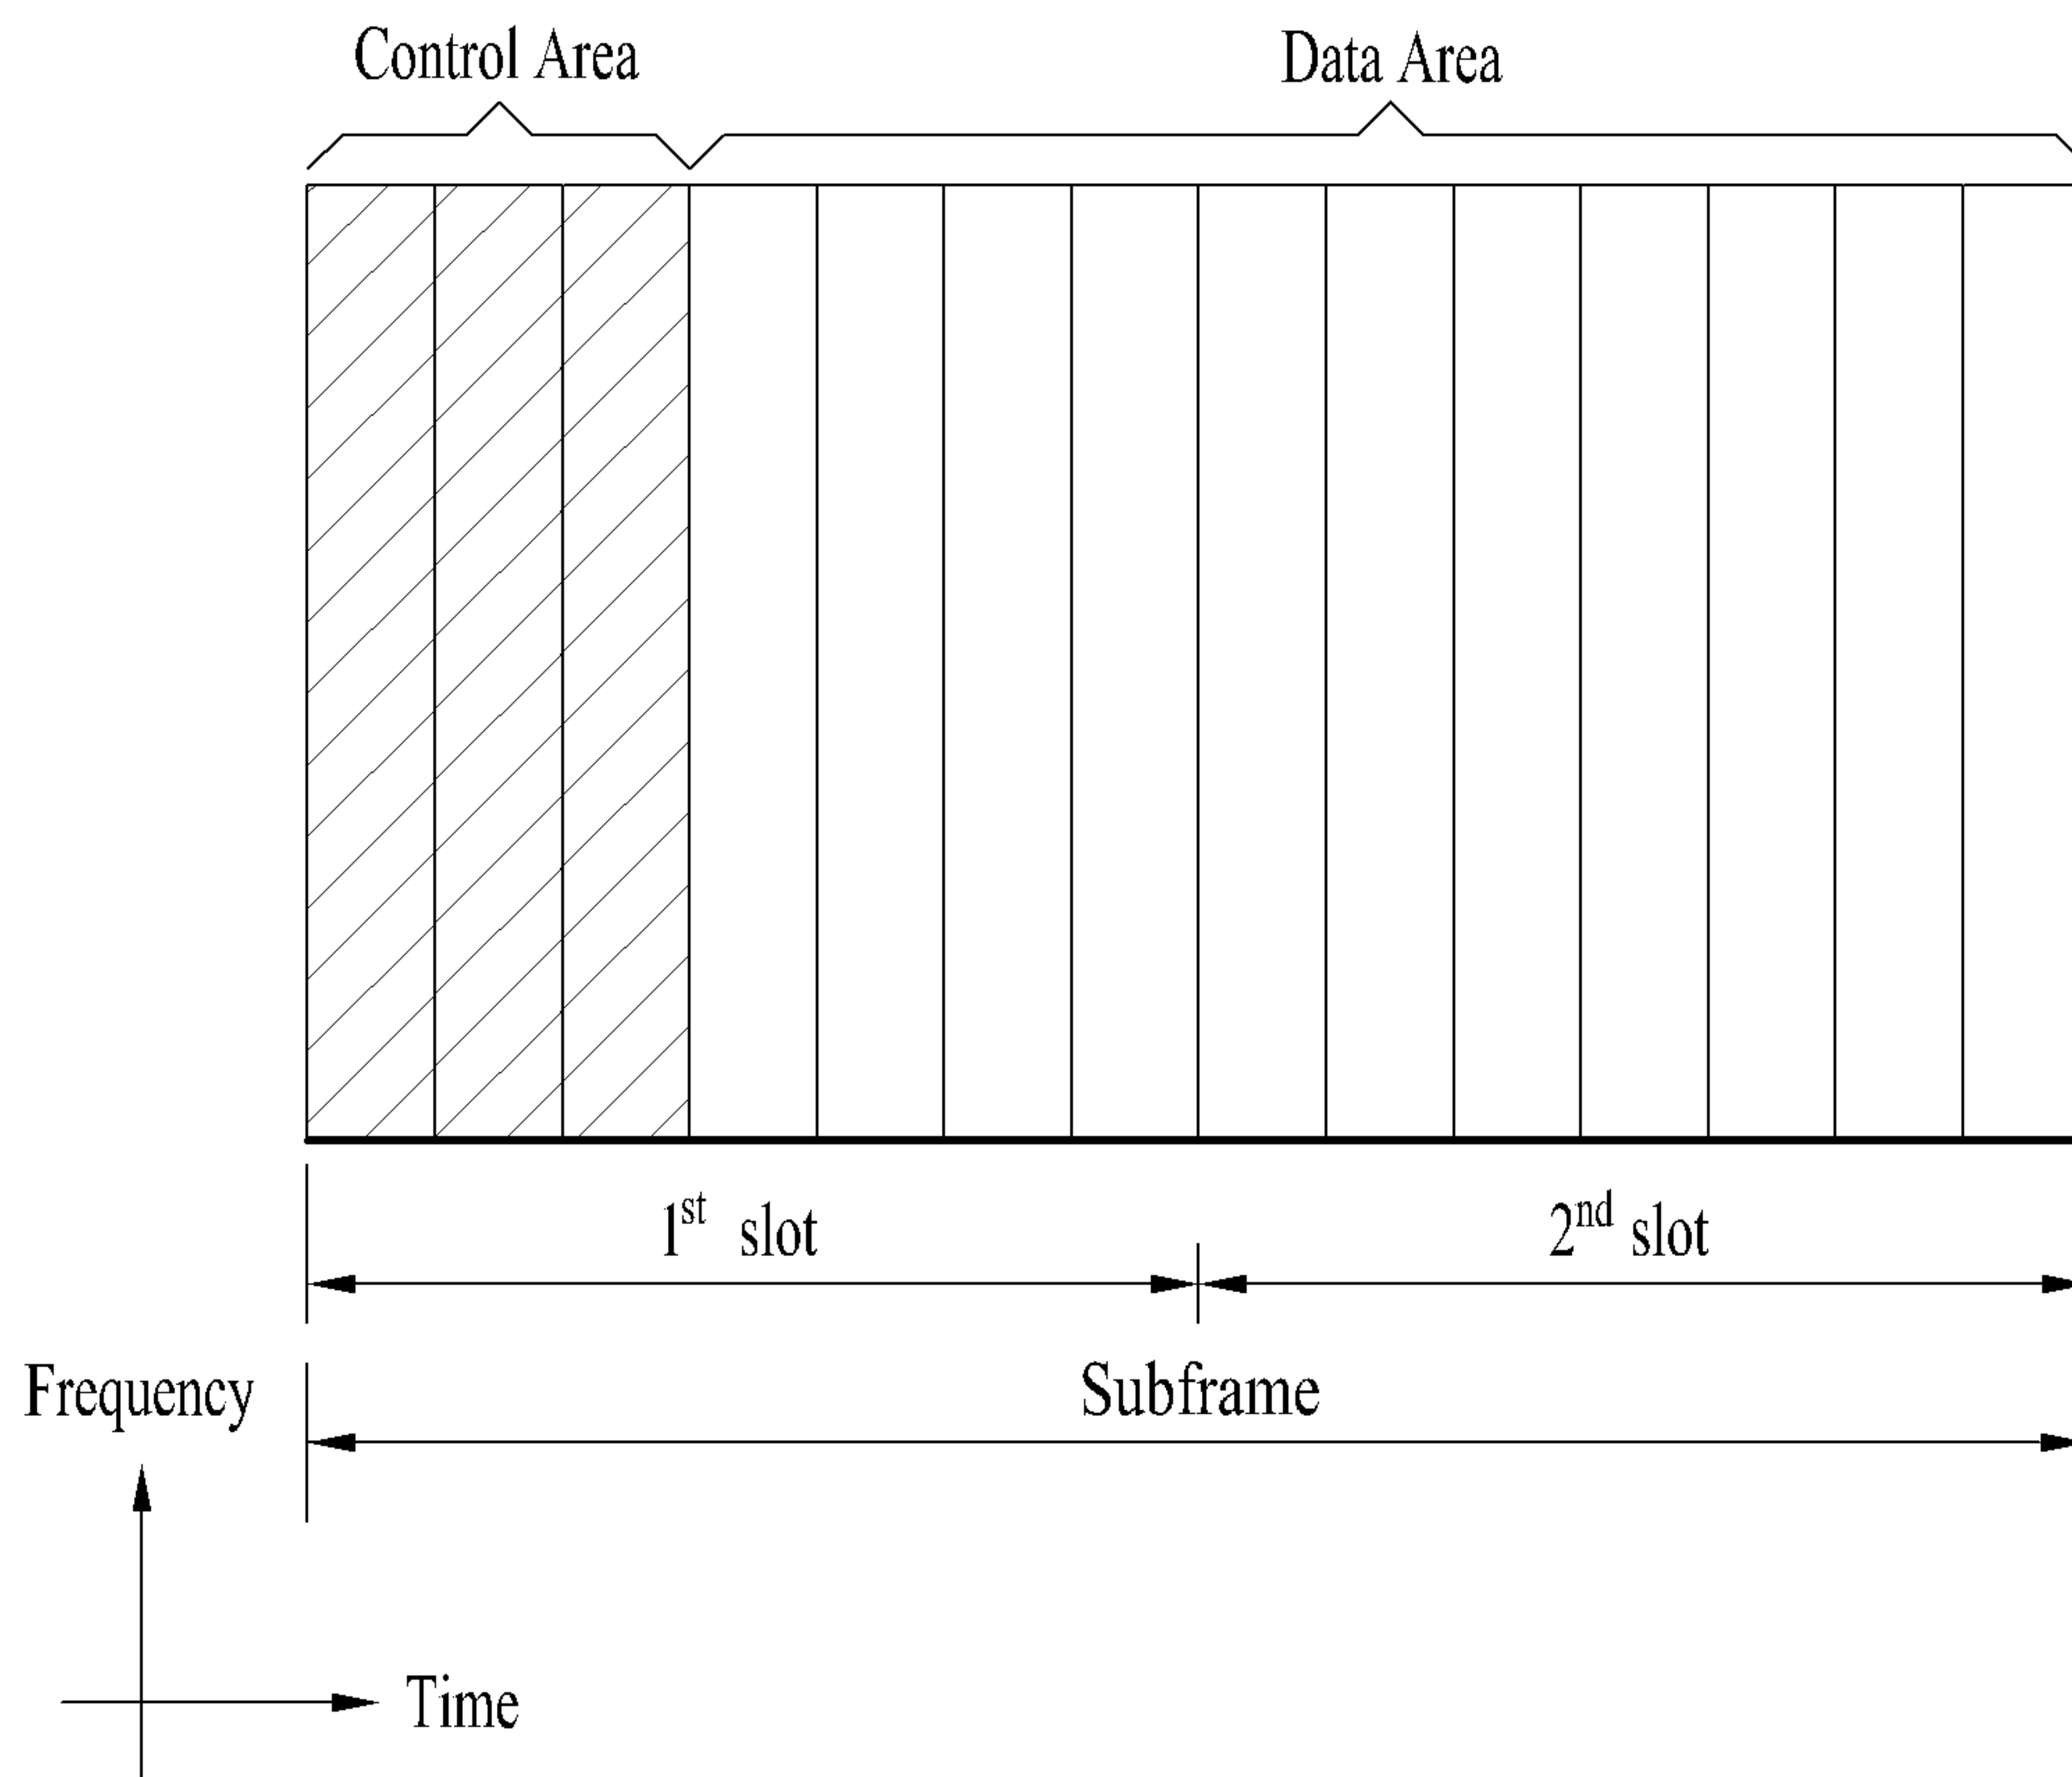 Control Area
Data Area
1st slot
2nd slot
Subframe
Frequency
Time